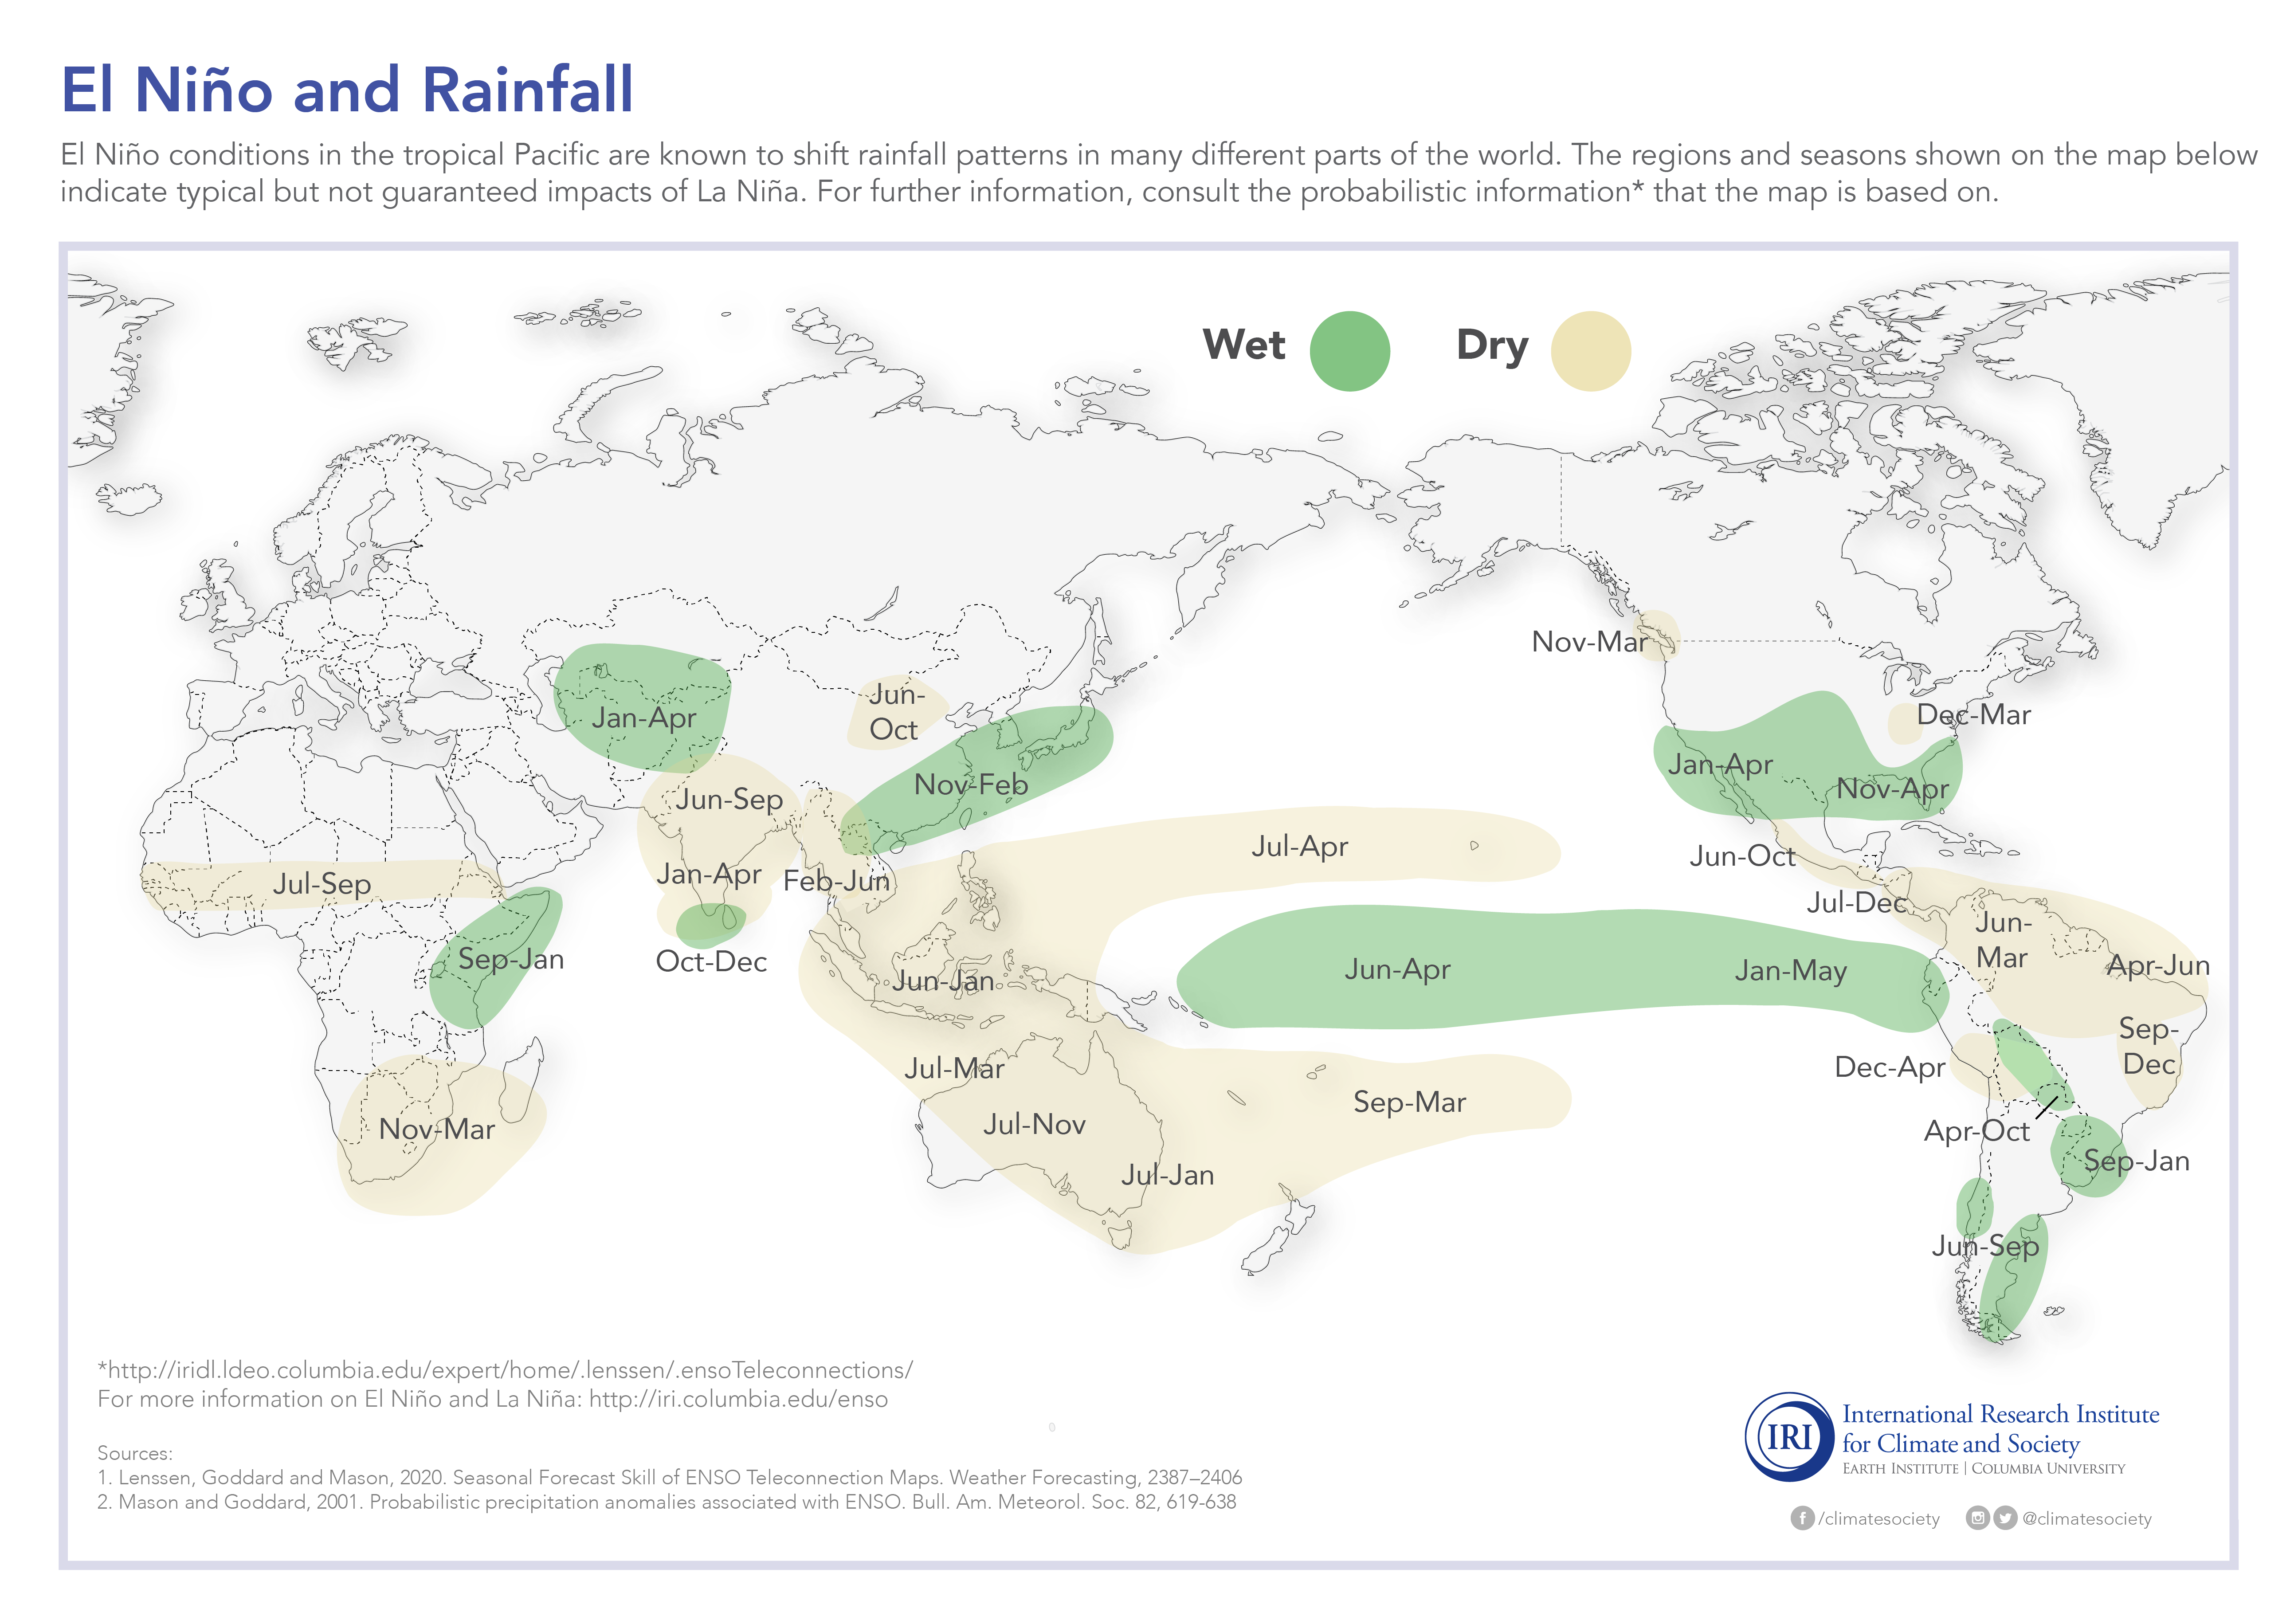 El Niño and Rainfall
El Niño conditions in the tropical Pacific are known to shift rainfall patterns in many different parts of the world. The regions and seasons shown on the map below
indicate typical but not guaranteed impacts of La Niña. For further information, consult the probabilistic information* that the map is based on.
Wet
Dry
Nov-Mar
Jun-
Oct
Jan-Apr
Dec-Mar
Jan-Apr
Nov-Feb
Nov-Apr
Jun-Sep
Jul-Apr
Jun-Oct
Jan-Apr
Feb-Jun
Jul-Sep
Jul-Dec
Jun-
Mar
Sep-Jan
Oct-Dec
Apr-Jun
Jun-Jan
Jun-Apr
Jan-May
Sep-
Dec
Jul-Mar
Dec-Apr
Sep-Mar
Nov-Mar
Jul-Nov
Apr-Oct
Jul-Jan
Sep-Jan
Jun-Sep
*http://iridl.ldeo.columbia.edu/expert/home/.lenssen/.ensoTeleconnections/
For more information on El Niño and La Niña: http://iri.columbia.edu/enso
Sources:
1. Lenssen, Goddard and Mason, 2020. Seasonal Forecast Skill of ENSO Teleconnection Maps. Weather Forecasting, 2387–2406
2. Mason and Goddard, 2001. Probabilistic precipitation anomalies associated with ENSO. Bull. Am. Meteorol. Soc. 82, 619-638
IRI
International Research Institute
for Climate and Society
EARTH INSTITUTE | COLUMBIA UNIVERSITY
/climatesociety
@climatesociety